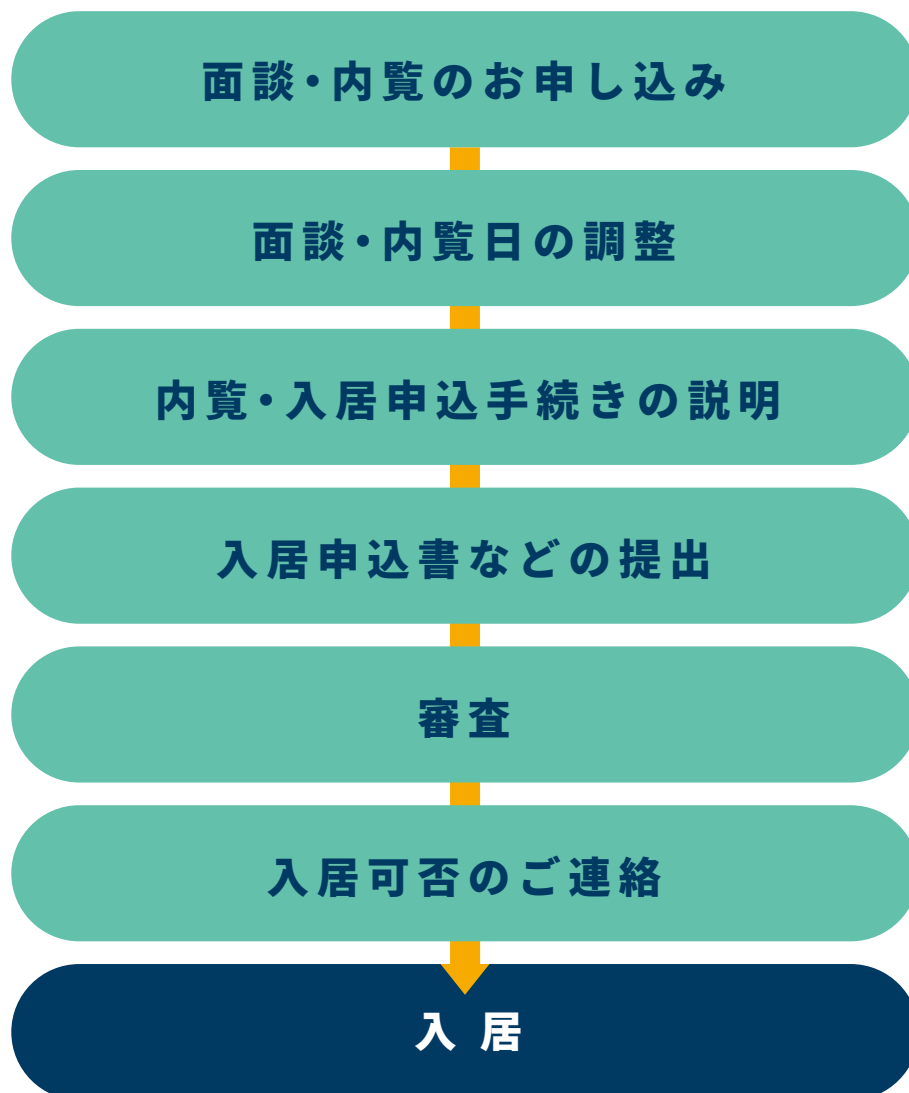 面談・内覧のお申し込み
面談・内覧日の調整
内覧・入居申込手続きの説明
入居申込書などの提出
審査
入居可否のご連絡
入居